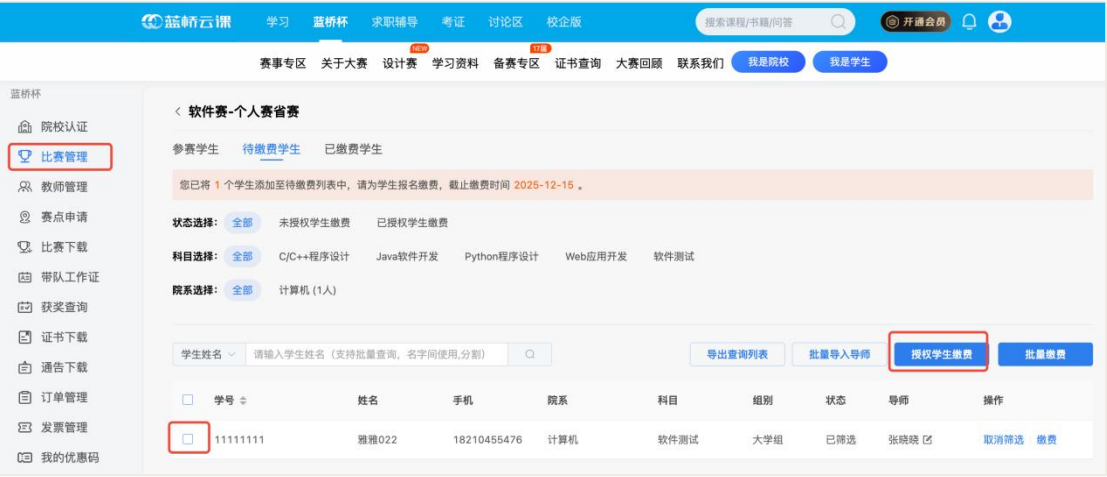 蓝桥云课 学习 蓝桥杯 求职辅导 考证 讨论区 校企版 搜索课程/书籍/问答 开通会员
NEW 17届
赛事专区 关于大赛 设计赛 学习资料 备赛专区 证书查询 大赛回顾 联系我们 我是院校 我是学生
蓝桥杯
院校认证
比赛管理
教师管理
赛点申请
比赛下载
带队工作证
获奖查询
证书下载
通告下载
订单管理
发票管理
我的优惠码
< 软件赛-个人赛省赛
参赛学生 待缴费学生 已缴费学生
您已将 1 个学生添加至待缴费列表中，请为学生报名缴费，截止缴费时间 2025-12-15 。
状态选择： 全部 未授权学生缴费 已授权学生缴费
科目选择： 全部 C/C++程序设计 Java软件开发 Python程序设计 Web应用开发 软件测试
院系选择： 全部 计算机 (1人)
学生姓名 请输入学生姓名（支持批量查询，名字间使用,分割） 导出查询列表 批量导入导师 授权学生缴费 批量缴费
学号 姓名 手机 院系 科目 组别 状态 导师 操作
11111111 雅雅022 18210455476 计算机 软件测试 大学组 已筛选 张晓晓 取消筛选 缴费